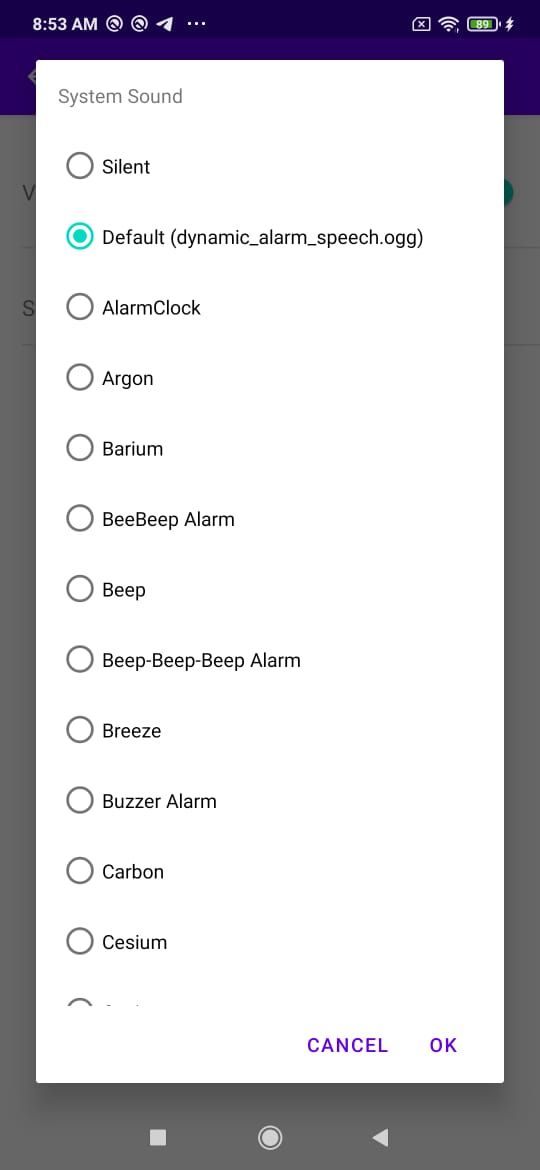 8:53 AM
89
System Sound
V
Silent
Default (dynamic_alarm_speech.ogg)
S
AlarmClock
Argon
Barium
BeeBeep Alarm
Beep
Beep-Beep-Beep Alarm
Breeze
Buzzer Alarm
Carbon
Cesium
CANCEL OK